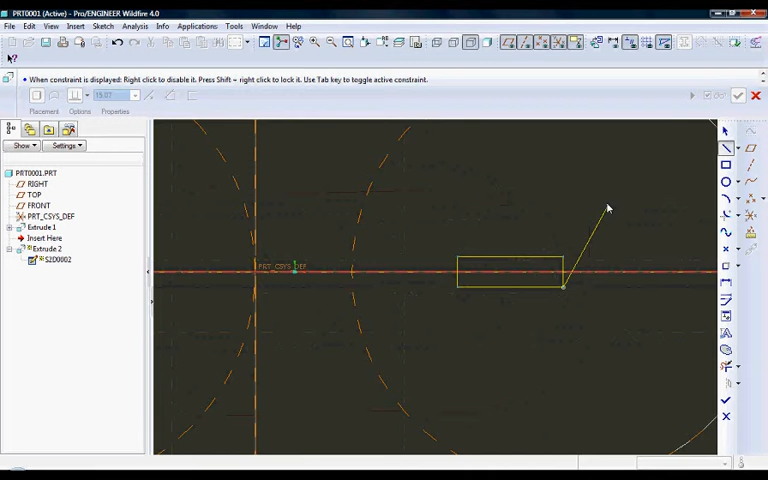 PRT0001 (Active) - Pro/ENGINEER Wildfire 4.0
File Edit View Insert Sketch Analysis Info Applications Tools Window Help
• When constraint is displayed: Right click to disable it. Press Shift + right click to lock it. Use Tab key to toggle active constraint.
19.07
Placement Options Properties
Show Settings
PRT0001.PRT
RIGHT
TOP
FRONT
PRT_CSYS_DEF
Extrude 1
Insert Here
*Extrude 2
S2D0002
PRT_CSYS_DEF